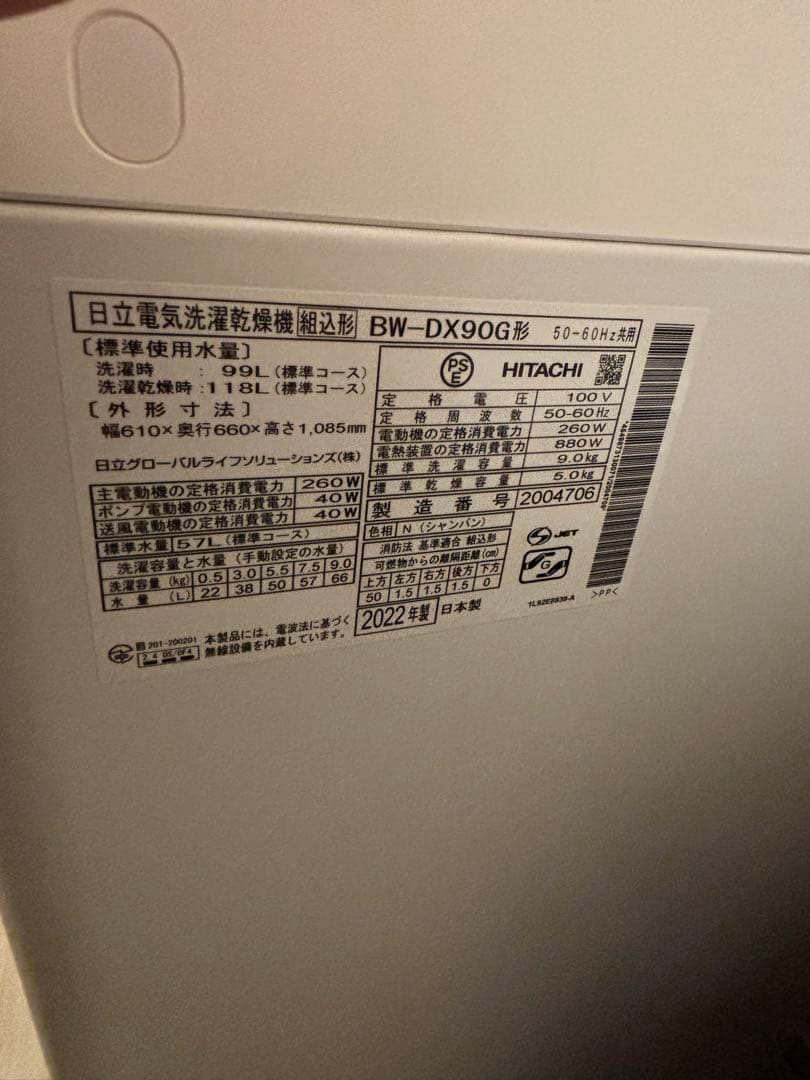 日立電気洗濯乾燥機 組込形 BW-DX90G形 50-60Hz共用
〔標準使用水量〕
洗濯時 : 99L(標準コース)
洗濯乾燥時:118L(標準コース)
〔外形寸法〕
幅610×奥行660×高さ1,085mm
日立グローバルライフソリューションズ(株)
主電動機の定格消費電力 260W
ポンプ電動機の定格消費電力 40W
送風電動機の定格消費電力 40W
標準水量 57L(標準コース)
洗濯容量と水量(手動設定の水量)
洗濯容量(kg) 0.5 3.0 5.5 7.5 9.0
水量(L) 22 38 50 57 66
PSE HITACHI
定格電圧 100V
定格周波数 50-60Hz
電動機の定格消費電力 260W
電熱装置の定格消費電力 880W
標準洗濯容量 9.0kg
標準乾燥容量 5.0kg
製造番号 2004706
色相 N(シャンパン)
消防法 基準適合 組込形
可燃物からの離隔距離(cm)
上方 左方 右方 後方 下方
50 1.5 1.5 1.5 0
S JET
G
2022年製 日本製
>PP<
201-200201
本製品には、電波法に基づく
無線設備を内蔵しています。